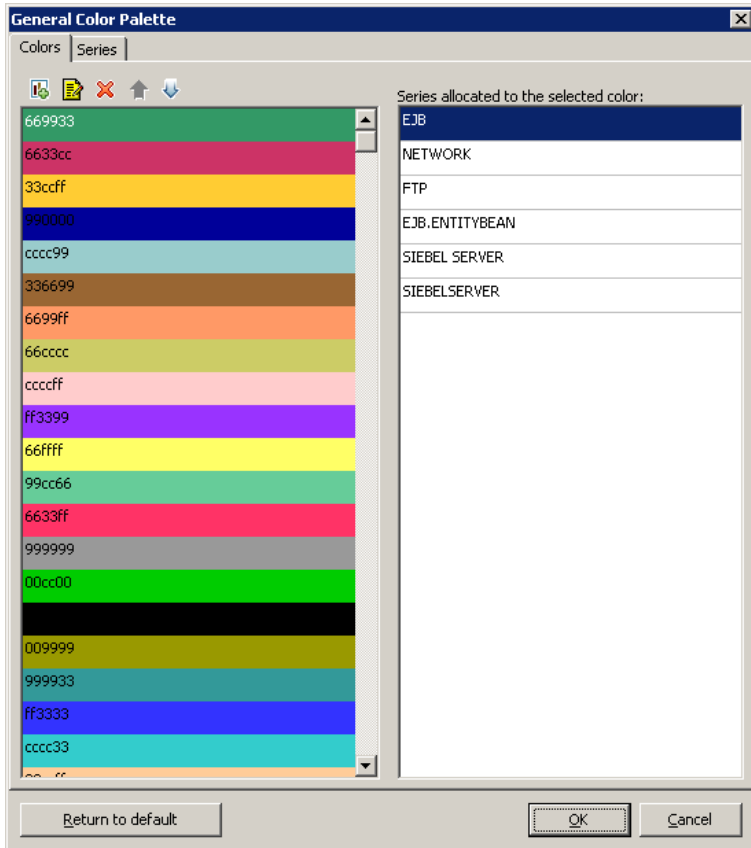 General Color Palette
Colors
Series
Series allocated to the selected color:
669933
6633cc
33ccff
990000
cccc99
336699
6699ff
66cccc
ccccff
ff3399
66ffff
99cc66
6633ff
999999
00cc00
009999
999933
ff3333
cccc33
EJB
NETWORK
FTP
EJB.ENTITYBEAN
SIEBEL SERVER
SIEBELSERVER
Return to default
OK
Cancel